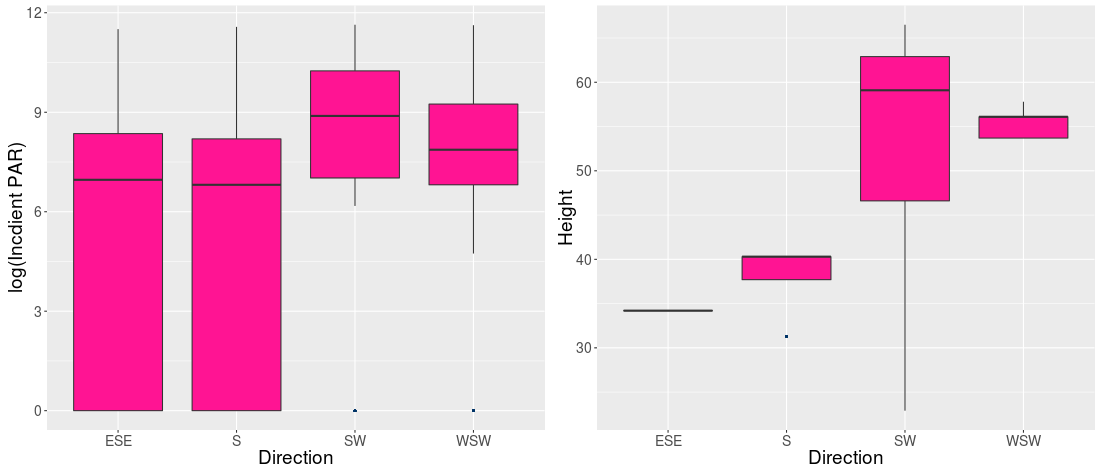 log(Incdient PAR)
12
9
6
3
0
ESE S SW WSW
Direction
Height
60
50
40
30
ESE S SW WSW
Direction